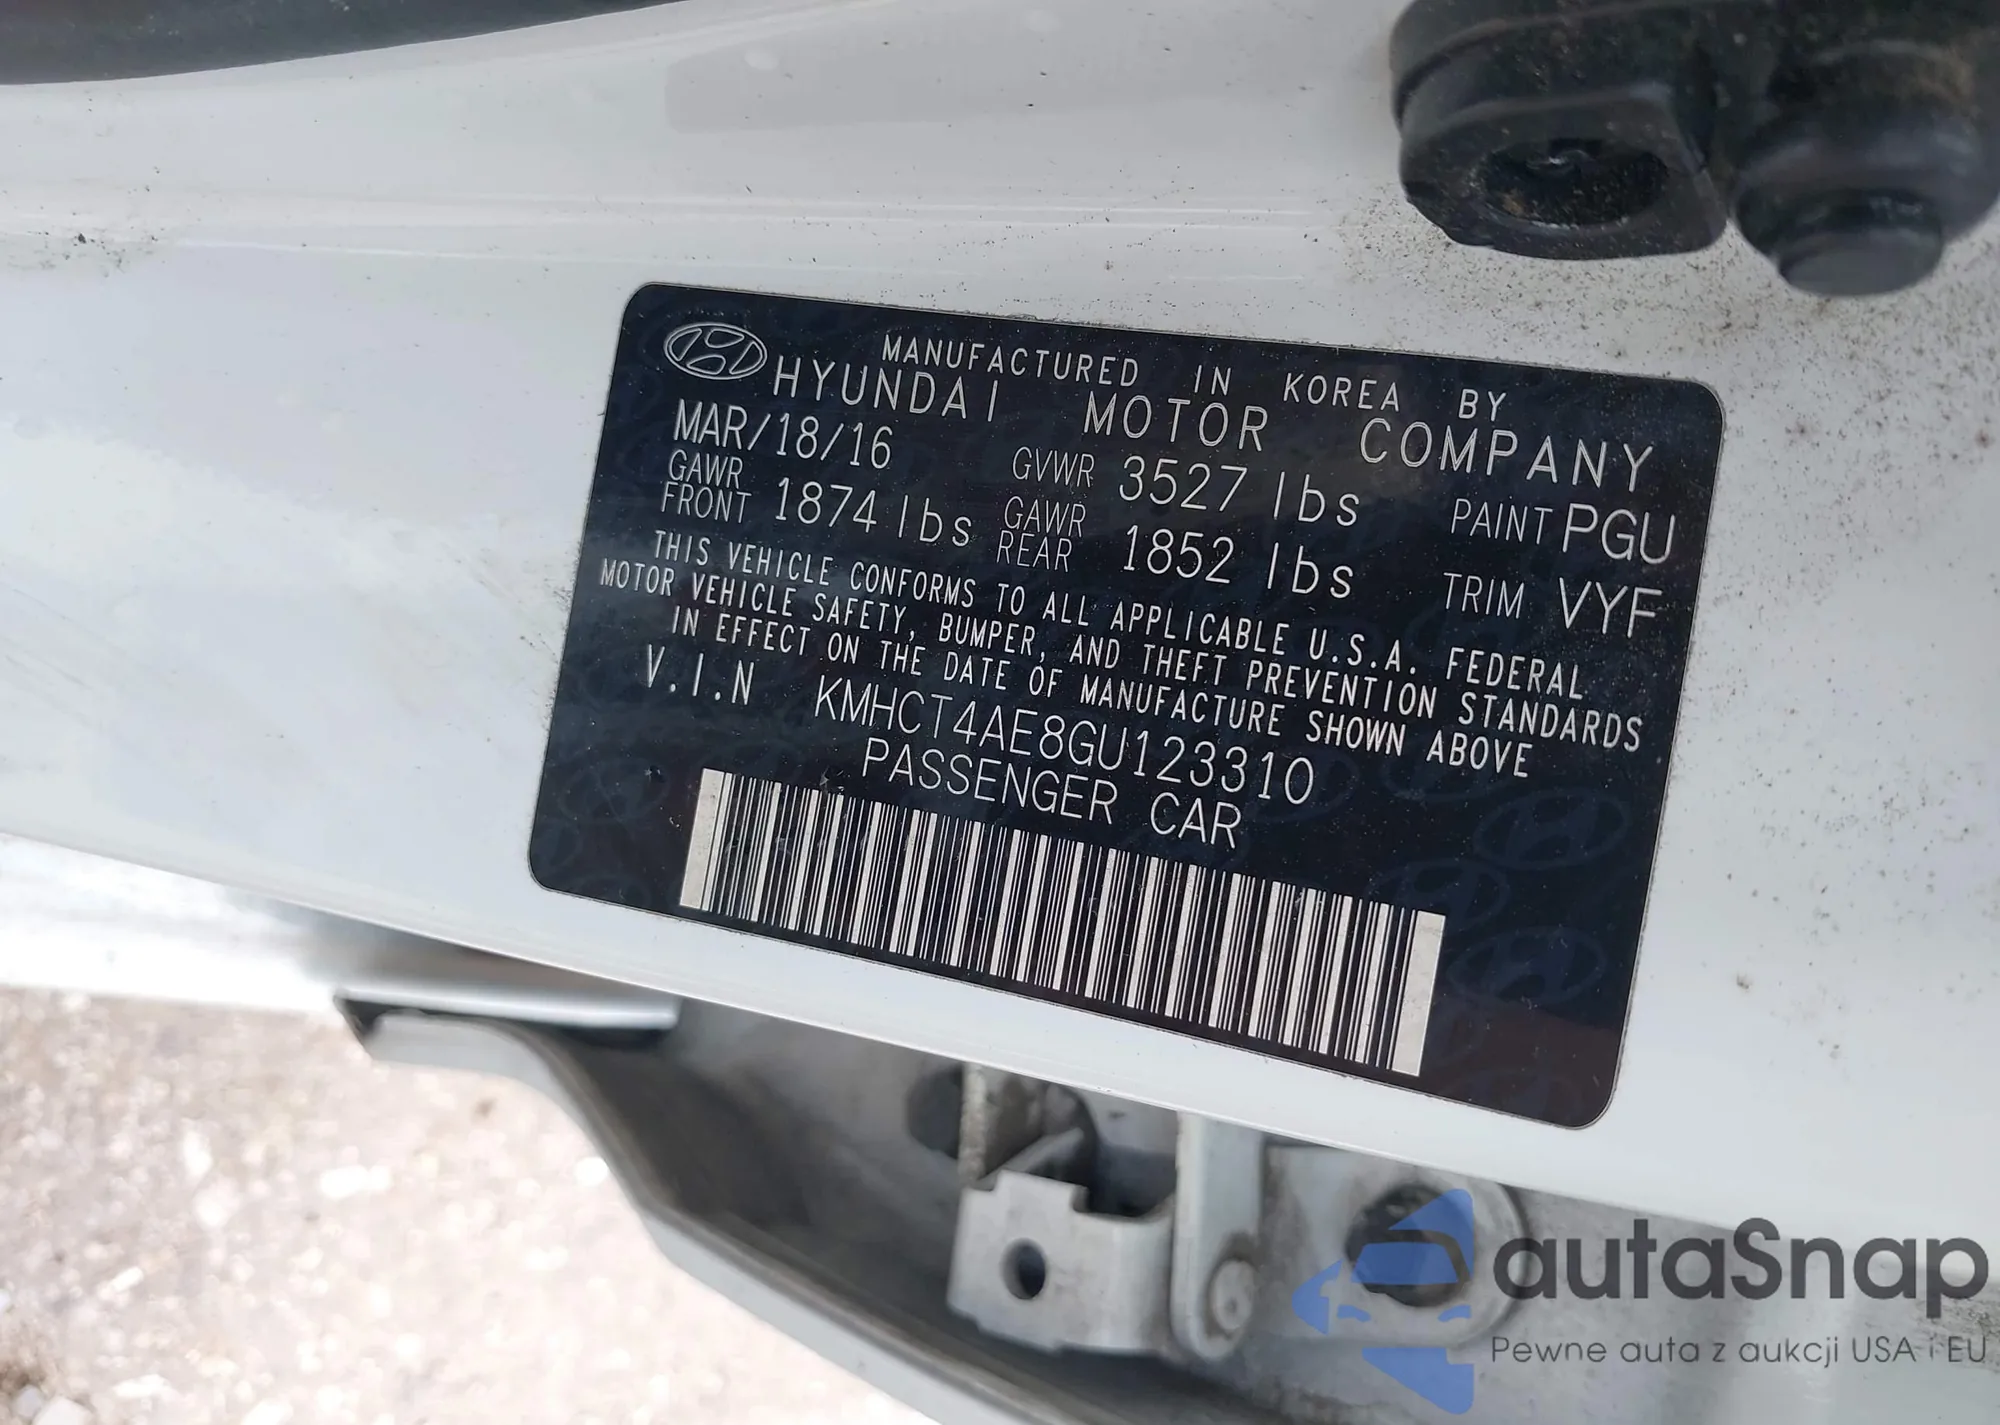 MANUFACTURED IN KOREA BY
HYUNDAI MOTOR COMPANY
MAR/18/16 GVWR 3527 lbs PAINT PGU
GAWR FRONT 1874 lbs GAWR REAR 1852 lbs TRIM VYF
THIS VEHICLE CONFORMS TO ALL APPLICABLE U.S.A. FEDERAL
MOTOR VEHICLE SAFETY, BUMPER, AND THEFT PREVENTION STANDARDS
IN EFFECT ON THE DATE OF MANUFACTURE SHOWN ABOVE
V.I.N KMHCT4AE8GU123310
PASSENGER CAR
autaSnap
Pewne auta z aukcji USA i EU